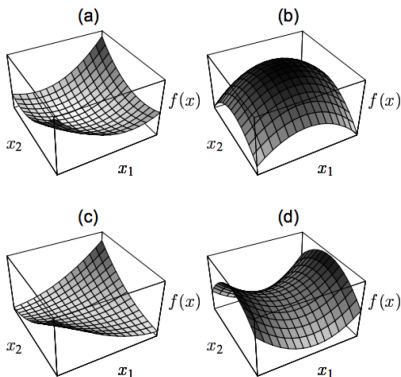 (a) (b)
f(x) f(x)
x₂ x₁ x₂ x₁
(c) (d)
f(x) f(x)
x₂ x₁ x₂ x₁